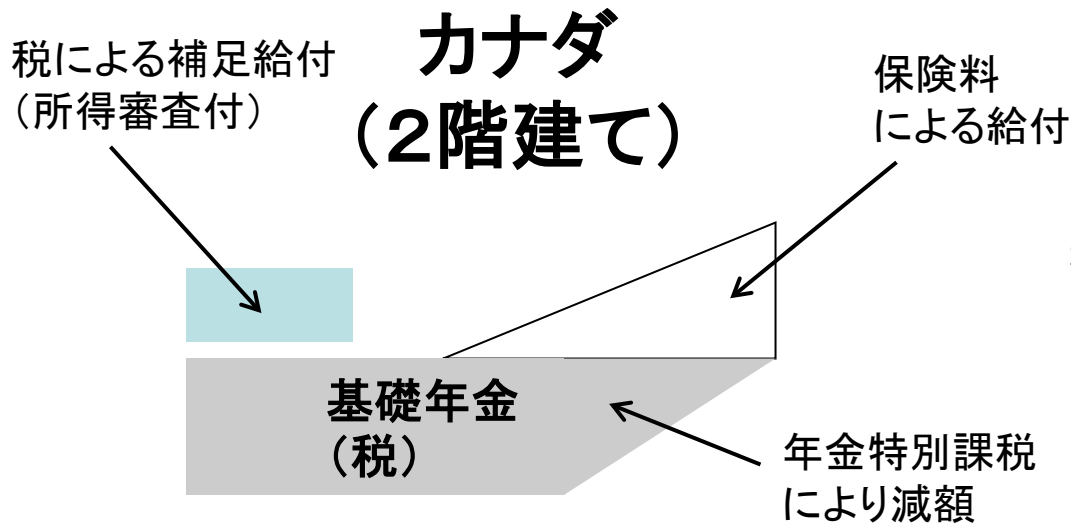 カナダ
（２階建て）
税による補足給付
（所得審査付）
保険料
による給付
基礎年金
（税）
年金特別課税
により減額